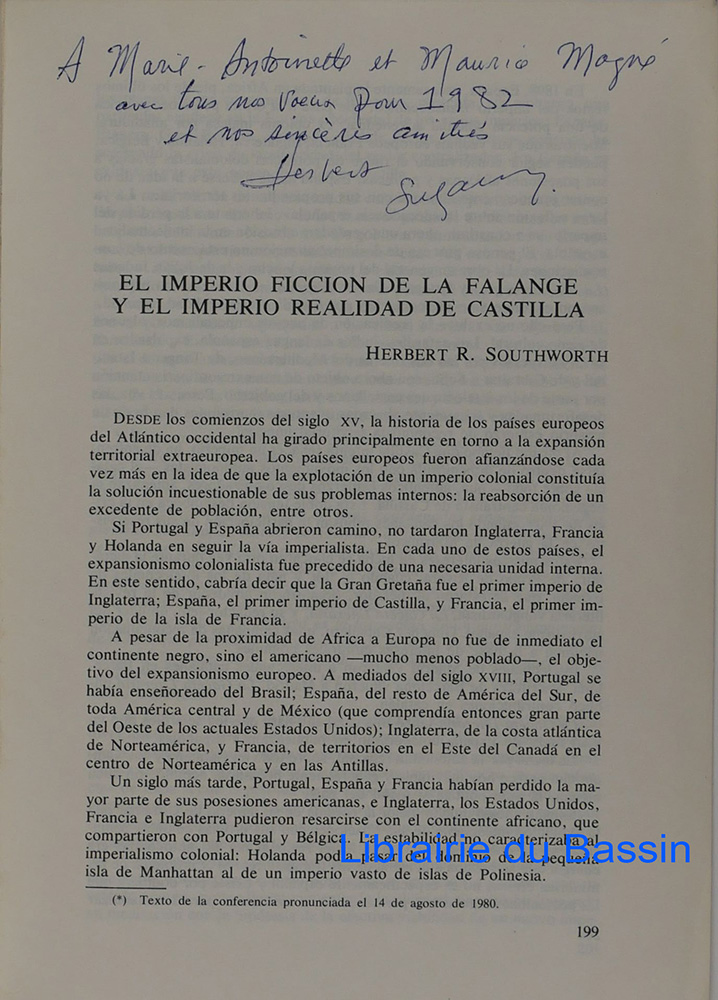 A Marie-Antoinette et Maurice Magné
avec tous nos voeux pour 1982
et nos sincères amitiés
Herbert
EL IMPERIO FICCION DE LA FALANGE
Y EL IMPERIO REALIDAD DE CASTILLA
HERBERT R. SOUTHWORTH
DESDE los comienzos del siglo XV, la historia de los países europeos
del Atlántico occidental ha girado principalmente en torno a la expansión
territorial extraeuropea. Los países europeos fueron afianzándose cada
vez más en la idea de que la explotación de un imperio colonial constituía
la solución incuestionable de sus problemas internos: la reabsorción de un
excedente de población, entre otros.
Si Portugal y España abrieron camino, no tardaron Inglaterra, Francia
y Holanda en seguir la vía imperialista. En cada uno de estos países, el
expansionismo colonialista fue precedido de una necesaria unidad interna.
En este sentido, cabría decir que la Gran Gretaña fue el primer imperio de
Inglaterra; España, el primer imperio de Castilla, y Francia, el primer im-
perio de la isla de Francia.
A pesar de la proximidad de Africa a Europa no fue de inmediato el
continente negro, sino el americano —mucho menos poblado—, el obje-
tivo del expansionismo europeo. A mediados del siglo XVIII, Portugal se
había enseñoreado del Brasil; España, del resto de América del Sur, de
toda América central y de México (que comprendía entonces gran parte
del Oeste de los actuales Estados Unidos); Inglaterra, de la costa atlántica
de Norteamérica, y Francia, de territorios en el Este del Canadá en el
centro de Norteamérica y en las Antillas.
Un siglo más tarde, Portugal, España y Francia habían perdido la ma-
yor parte de sus posesiones americanas, e Inglaterra, los Estados Unidos,
Francia e Inglaterra pudieron resarcirse con el continente africano, que
compartieron con Portugal y Bélgica. La estabilidad no caracterizaba al
imperialismo colonial: Holanda podía pasar del dominio de la pequeña
isla de Manhattan al de un imperio vasto de islas de Polinesia.
Librairie du Bassin
(*) Texto de la conferencia pronunciada el 14 de agosto de 1980.
199